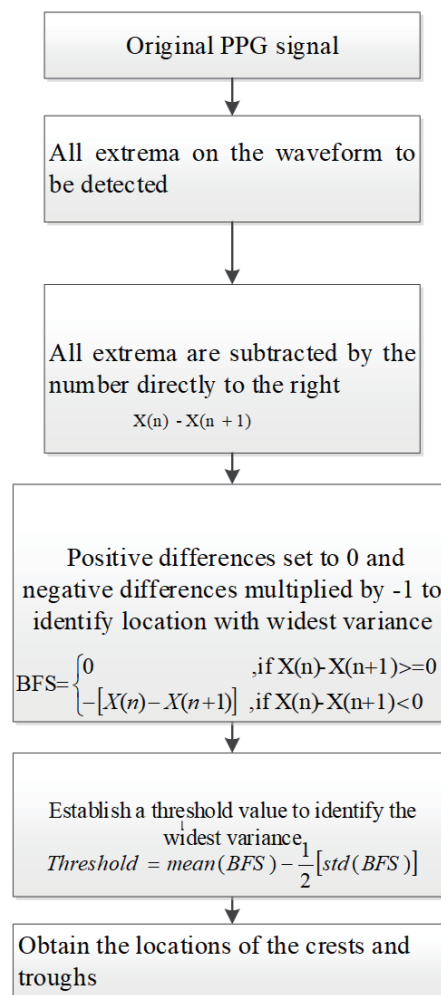 Original PPG signal
All extrema on the waveform to
be detected
All extrema are subtracted by the
number directly to the right
X(n) - X(n + 1)
Positive differences set to 0 and
negative differences multiplied by -1 to
identify location with widest variance
BFS={0 ,if X(n)-X(n+1)>=0
-[X(n)-X(n+1)] ,if X(n)-X(n+1)<0
Establish a threshold value to identify the
widest variance
Threshold = mean(BFS) - 1/2 [std(BFS)]
Obtain the locations of the crests and
troughs